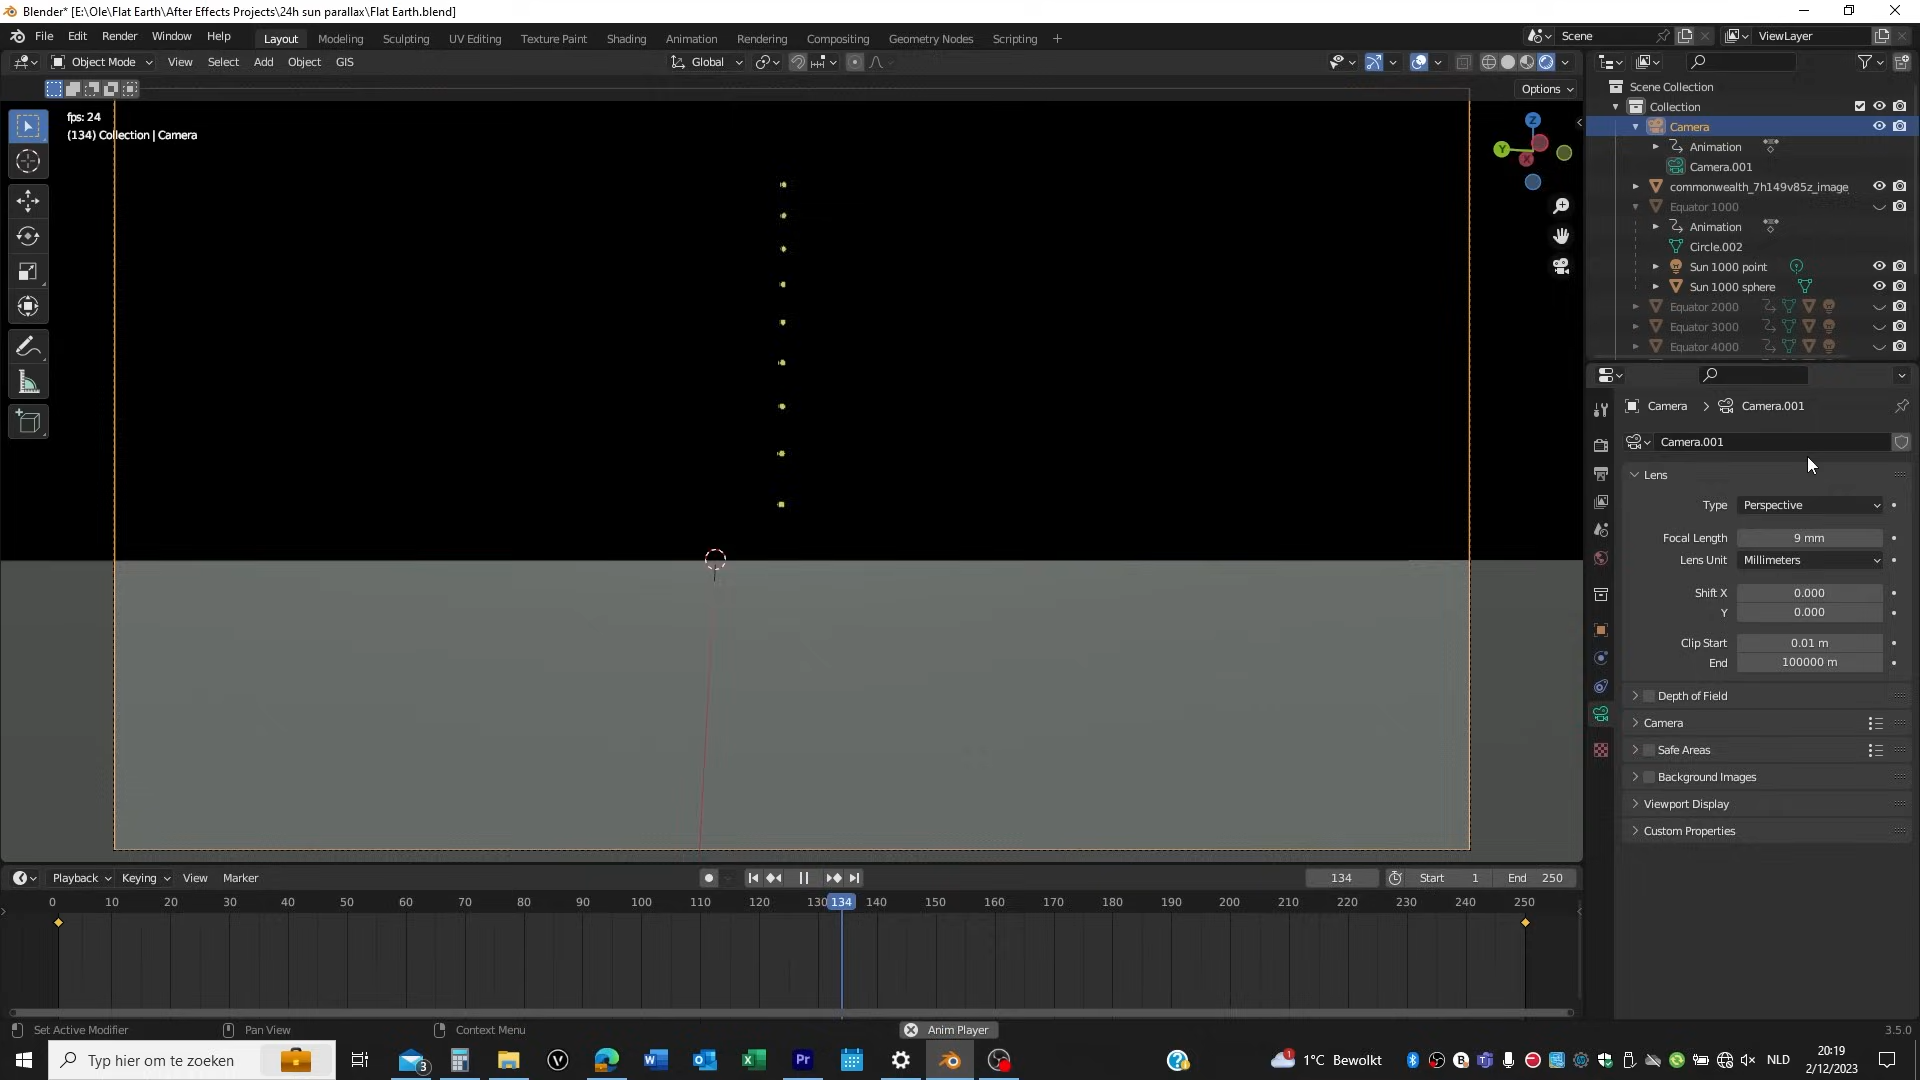 Blender* [E:\Ole\Flat Earth\After Effects Projects\24h sun parallax\Flat Earth.blend]
File Edit Render Window Help Layout Modeling Sculpting UV Editing Texture Paint Shading Animation Rendering Compositing Geometry Nodes Scripting + Scene ViewLayer
Object Mode View Select Add Object GIS Global
Options
fps: 24
(134) Collection | Camera
Z
Y
X
Scene Collection
Collection
Camera
Animation
Camera.001
commonwealth_7h149v85z_image_
Equator 1000
Animation
Circle.002
Sun 1000 point
Sun 1000 sphere
Equator 2000
Equator 3000
Equator 4000
Camera > Camera.001
Camera.001
Lens
Type Perspective
Focal Length 9 mm
Lens Unit Millimeters
Shift X 0.000
Y 0.000
Clip Start 0.01 m
End 100000 m
Depth of Field
Camera
Safe Areas
Background Images
Viewport Display
Custom Properties
Playback Keying View Marker 134 Start 1 End 250
0 10 20 30 40 50 60 70 80 90 100 110 120 130 134 140 150 160 170 180 190 200 210 220 230 240 250
Set Active Modifier Pan View Context Menu Anim Player 3.5.0
Typ hier om te zoeken 3 1 1°C Bewolkt NLD
20:19
2/12/2023